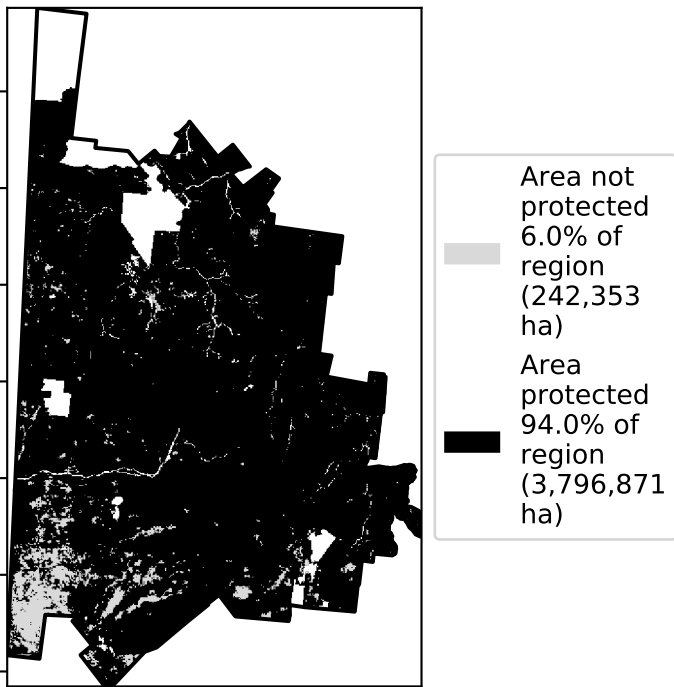 Area not
protected
6.0% of
region
(242,353
ha)
Area
protected
94.0% of
region
(3,796,871
ha)